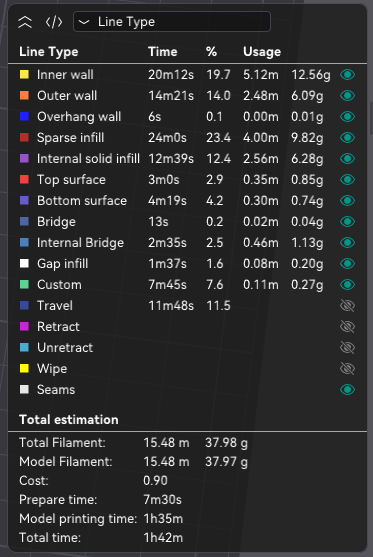 </> Line Type
Line Type Time % Usage
Inner wall 20m12s 19.7 5.12m 12.56g
Outer wall 14m21s 14.0 2.48m 6.09g
Overhang wall 6s 0.1 0.00m 0.01g
Sparse infill 24m0s 23.4 4.00m 9.82g
Internal solid infill 12m39s 12.4 2.56m 6.28g
Top surface 3m0s 2.9 0.35m 0.85g
Bottom surface 4m19s 4.2 0.30m 0.74g
Bridge 13s 0.2 0.02m 0.04g
Internal Bridge 2m35s 2.5 0.46m 1.13g
Gap infill 1m37s 1.6 0.08m 0.20g
Custom 7m45s 7.6 0.11m 0.27g
Travel 11m48s 11.5
Retract
Unretract
Wipe
Seams
Total estimation
Total Filament: 15.48 m 37.98 g
Model Filament: 15.48 m 37.97 g
Cost: 0.90
Prepare time: 7m30s
Model printing time: 1h35m
Total time: 1h42m